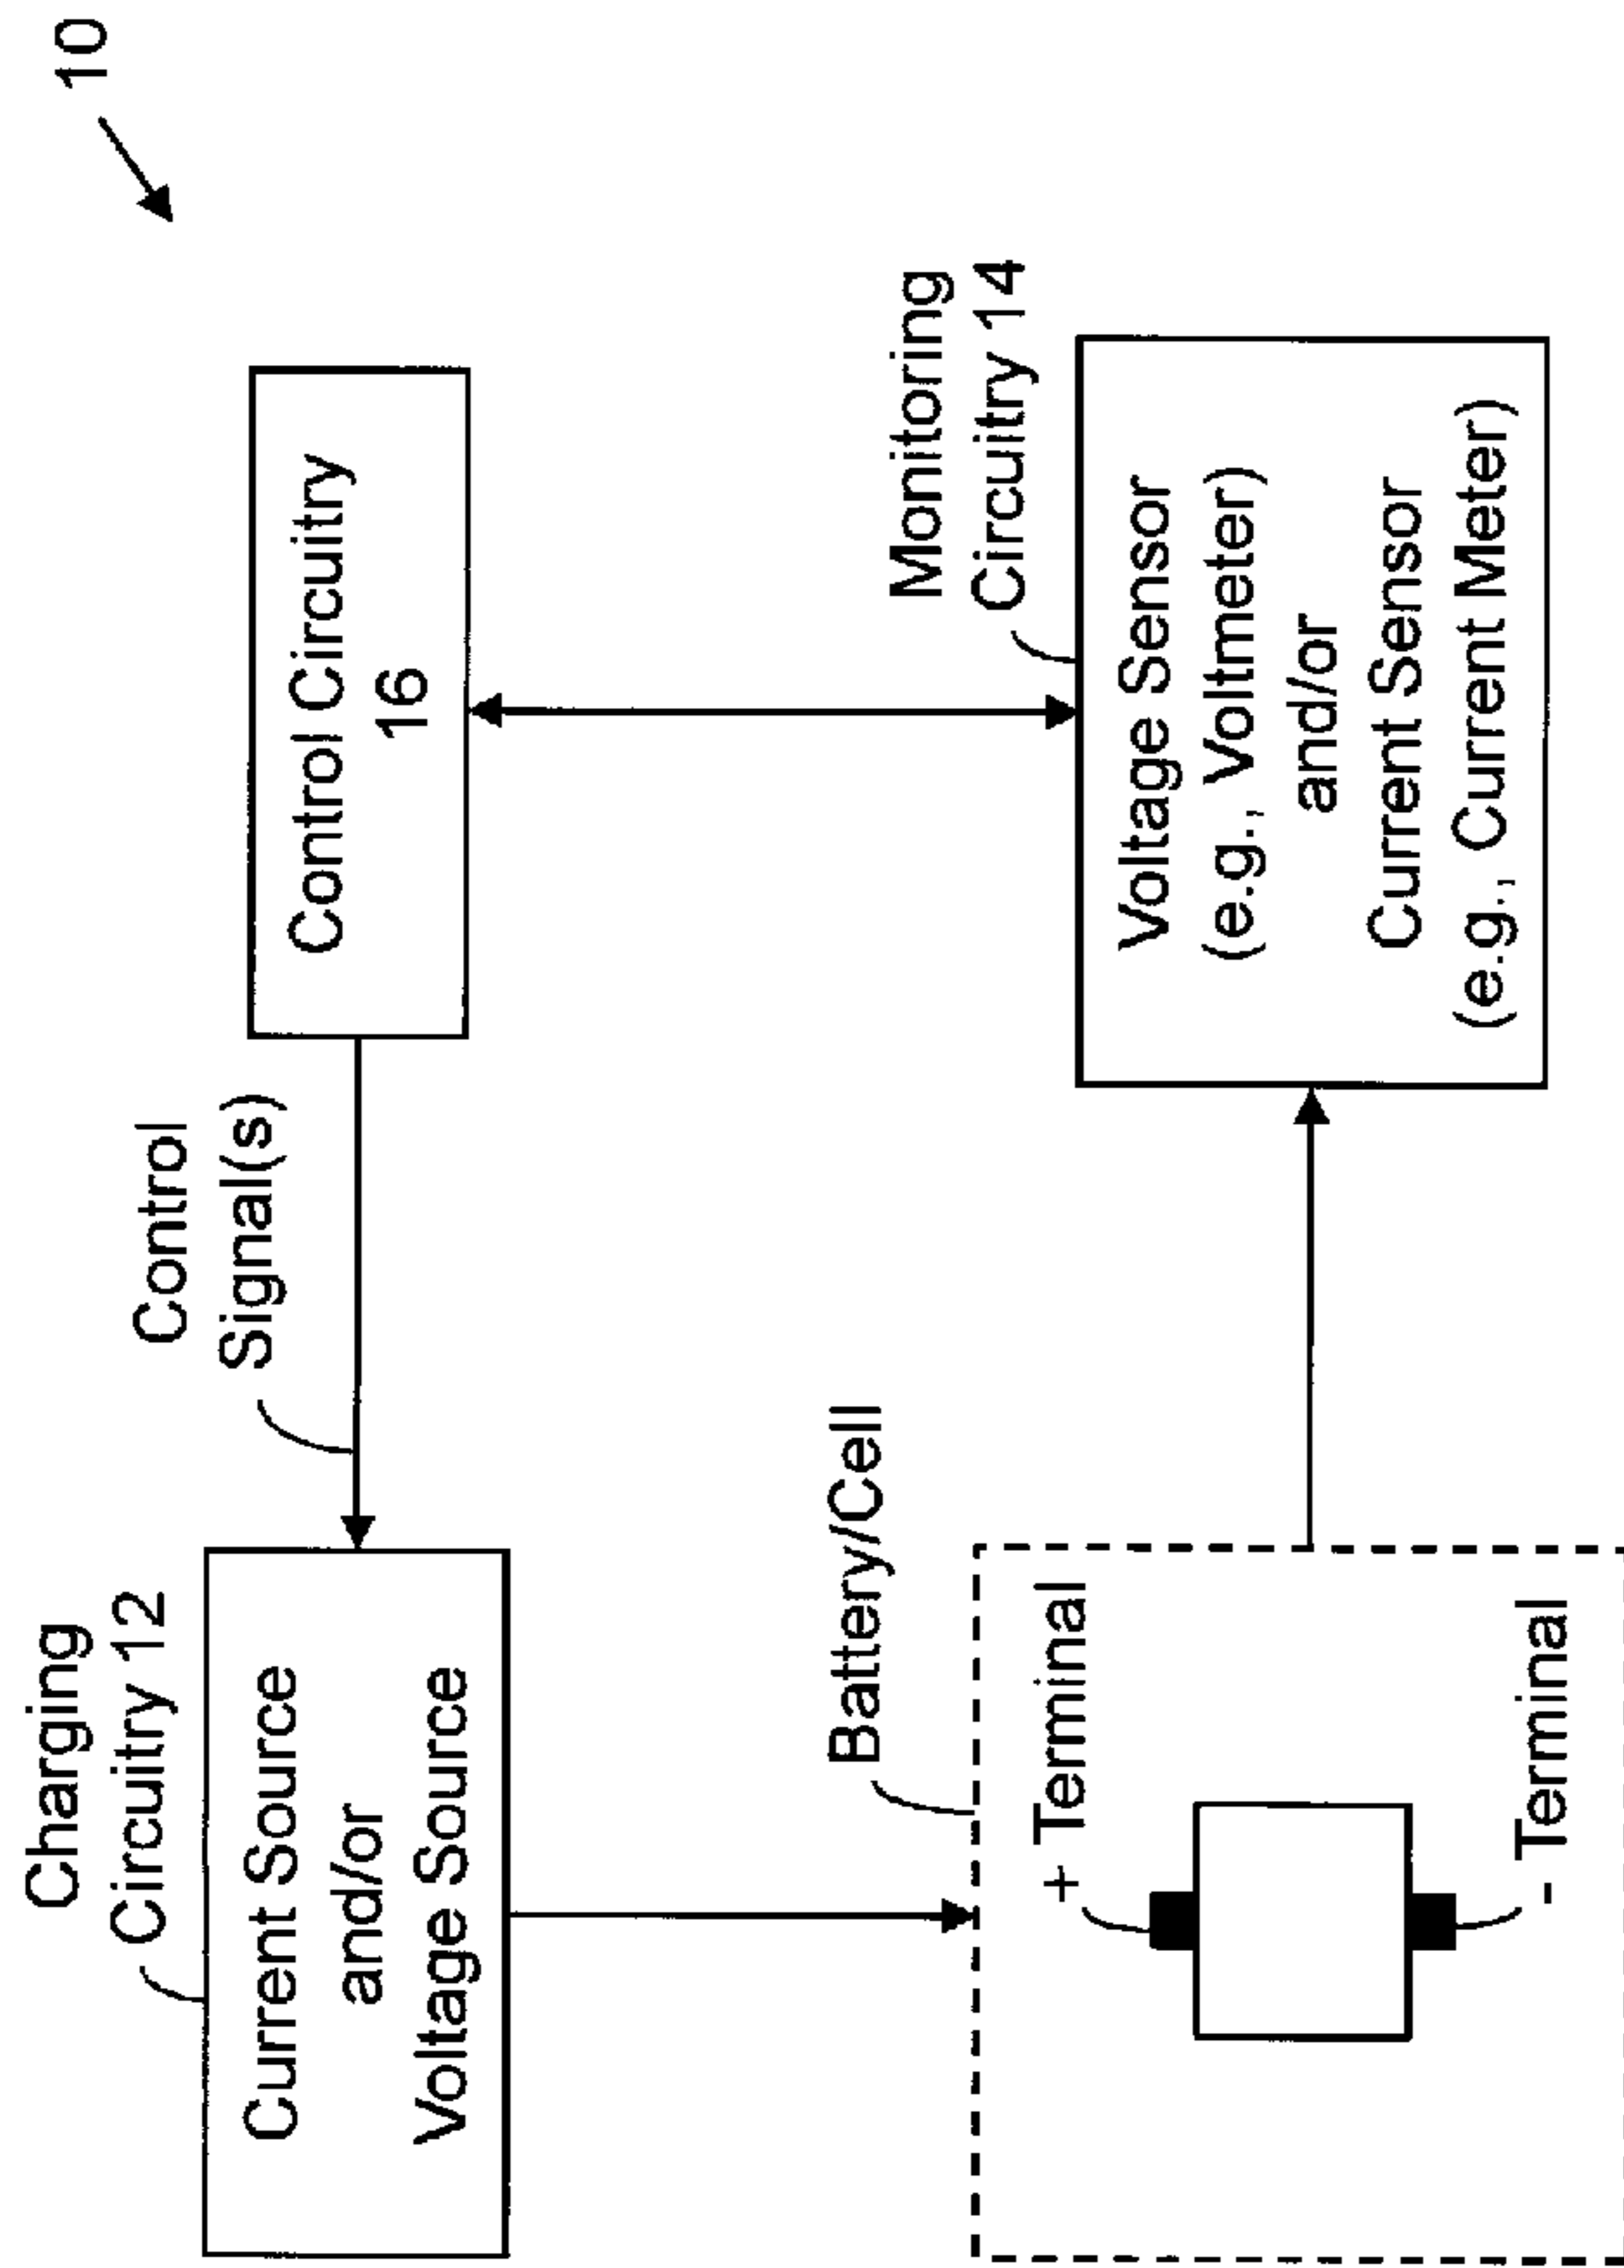 10
Charging
Circuitry 12
Current Source
and/or
Voltage Source
Control
Signal(s)
Control Circuitry
16
Battery/Cell
+ Terminal
- Terminal
Monitoring
Circuitry 14
Voltage Sensor
(e.g., Voltmeter)
and/or
Current Sensor
(e.g., Current Meter)